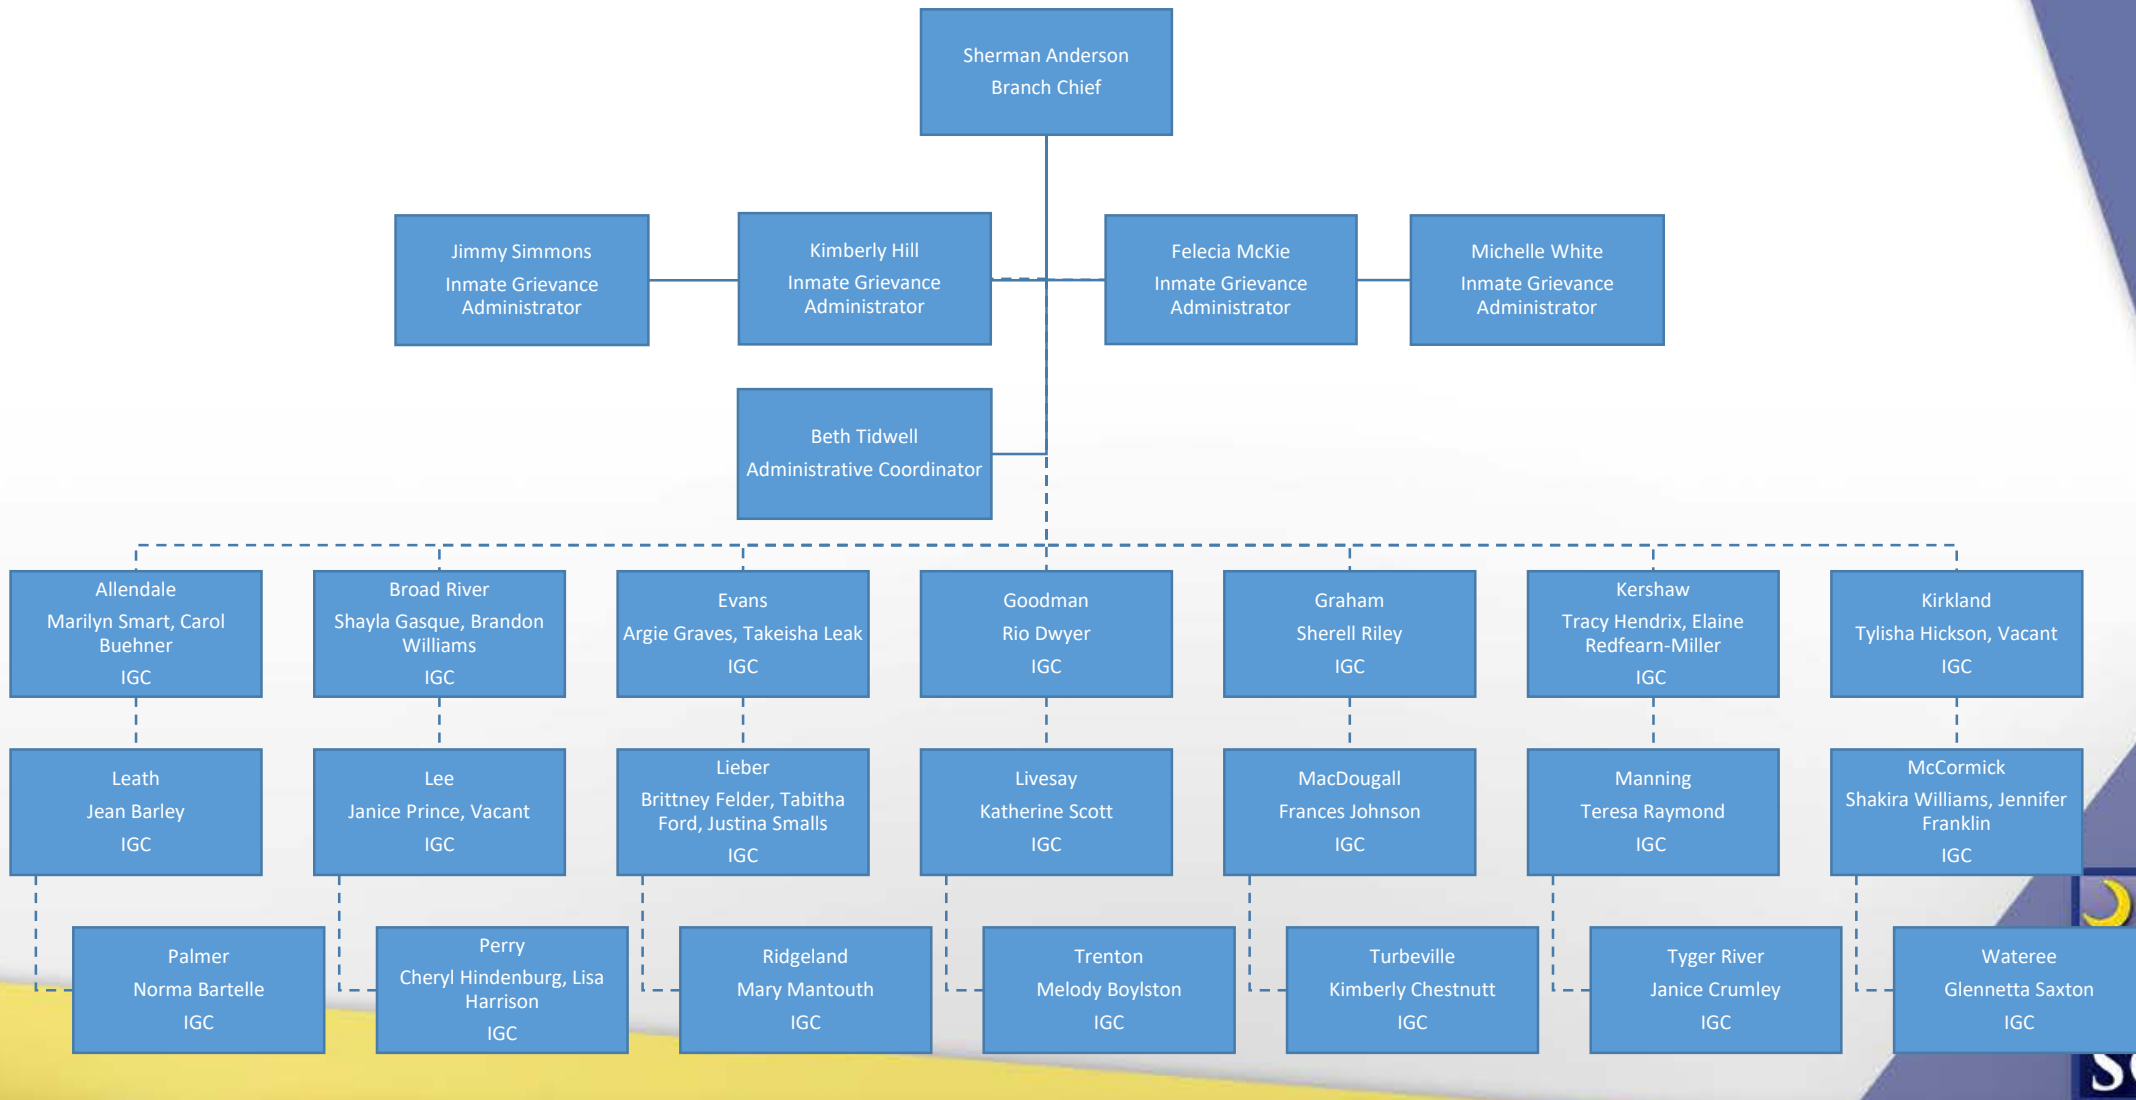 Sherman Anderson
Branch Chief
Jimmy Simmons
Inmate Grievance
Administrator
Kimberly Hill
Inmate Grievance
Administrator
Felecia McKie
Inmate Grievance
Administrator
Michelle White
Inmate Grievance
Administrator
Beth Tidwell
Administrative Coordinator
Allendale
Marilyn Smart, Carol
Buehner
IGC
Broad River
Shayla Gasque, Brandon
Williams
IGC
Evans
Argie Graves, Takeisha Leak
IGC
Goodman
Rio Dwyer
IGC
Graham
Sherell Riley
IGC
Kershaw
Tracy Hendrix, Elaine
Redfearn-Miller
IGC
Kirkland
Tylisha Hickson, Vacant
IGC
Leath
Jean Barley
IGC
Lee
Janice Prince, Vacant
IGC
Lieber
Brittney Felder, Tabitha
Ford, Justina Smalls
IGC
Livesay
Katherine Scott
IGC
MacDougall
Frances Johnson
IGC
Manning
Teresa Raymond
IGC
McCormick
Shakira Williams, Jennifer
Franklin
IGC
Palmer
Norma Bartelle
IGC
Perry
Cheryl Hindenburg, Lisa
Harrison
IGC
Ridgeland
Mary Mantouth
IGC
Trenton
Melody Boylston
IGC
Turbeville
Kimberly Chestnutt
IGC
Tyger River
Janice Crumley
IGC
Wateree
Glennetta Saxton
IGC